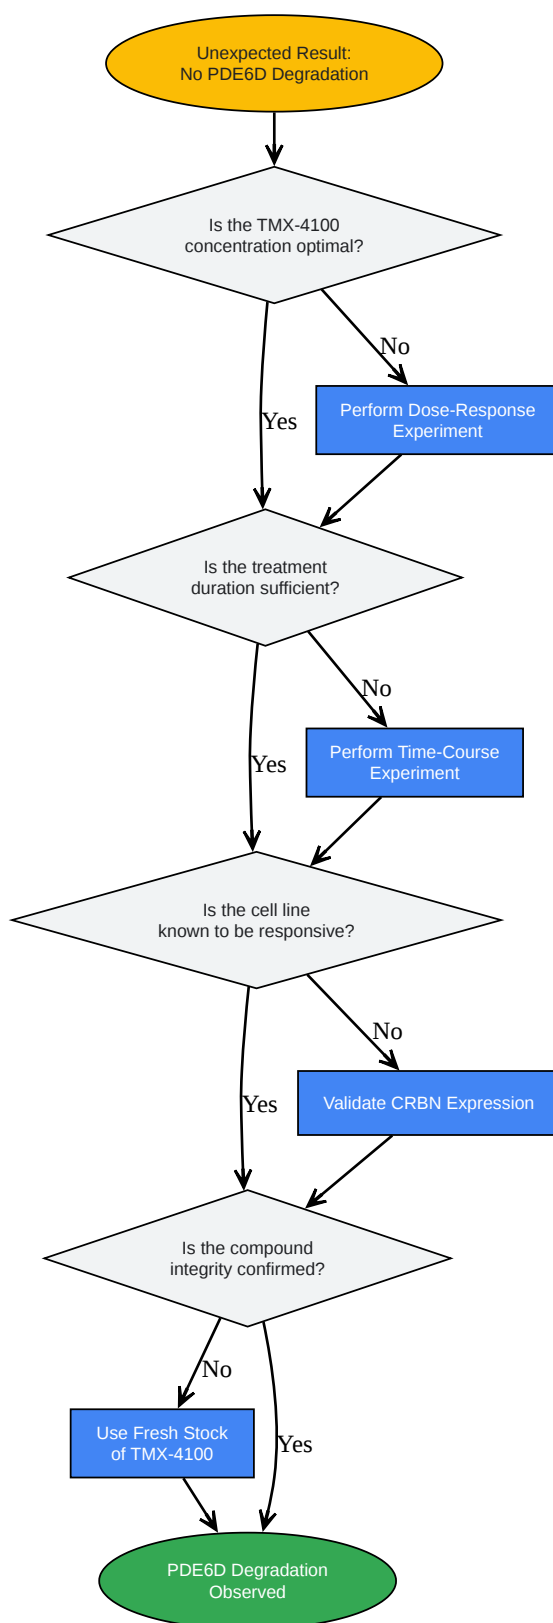 Unexpected Result:
No PDE6D Degradation
Is the TMX-4100
concentration optimal?
No
Perform Dose-Response
Experiment
Yes
Is the treatment
duration sufficient?
No
Perform Time-Course
Experiment
Yes
Is the cell line
known to be responsive?
No
Validate CRBN Expression
Yes
Is the compound
integrity confirmed?
No
Use Fresh Stock
of TMX-4100
Yes
PDE6D Degradation
Observed